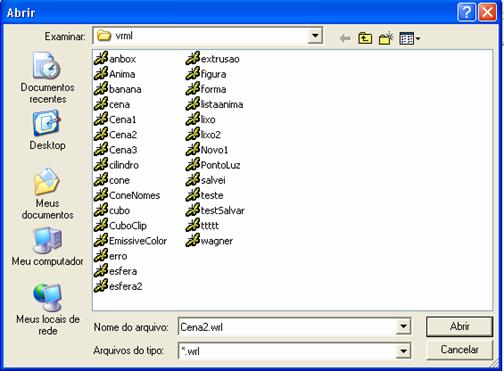 Abrir
Examinar: vrml
Documentos
recentes
Desktop
Meus
documentos
Meu computador
Meus locais de
rede
anbox
Anima
banana
cena
Cena1
Cena2
Cena3
cilindro
cone
ConeNomes
cubo
CuboClip
EmissiveColor
erro
esfera
esfera2
extrusao
figura
forma
listaanima
lixo
lixo2
Novo1
PontoLuz
salvei
teste
testSalvar
ttttt
wagner
Nome do arquivo: Cena2.wrl Abrir
Arquivos do tipo: *.wrl Cancelar